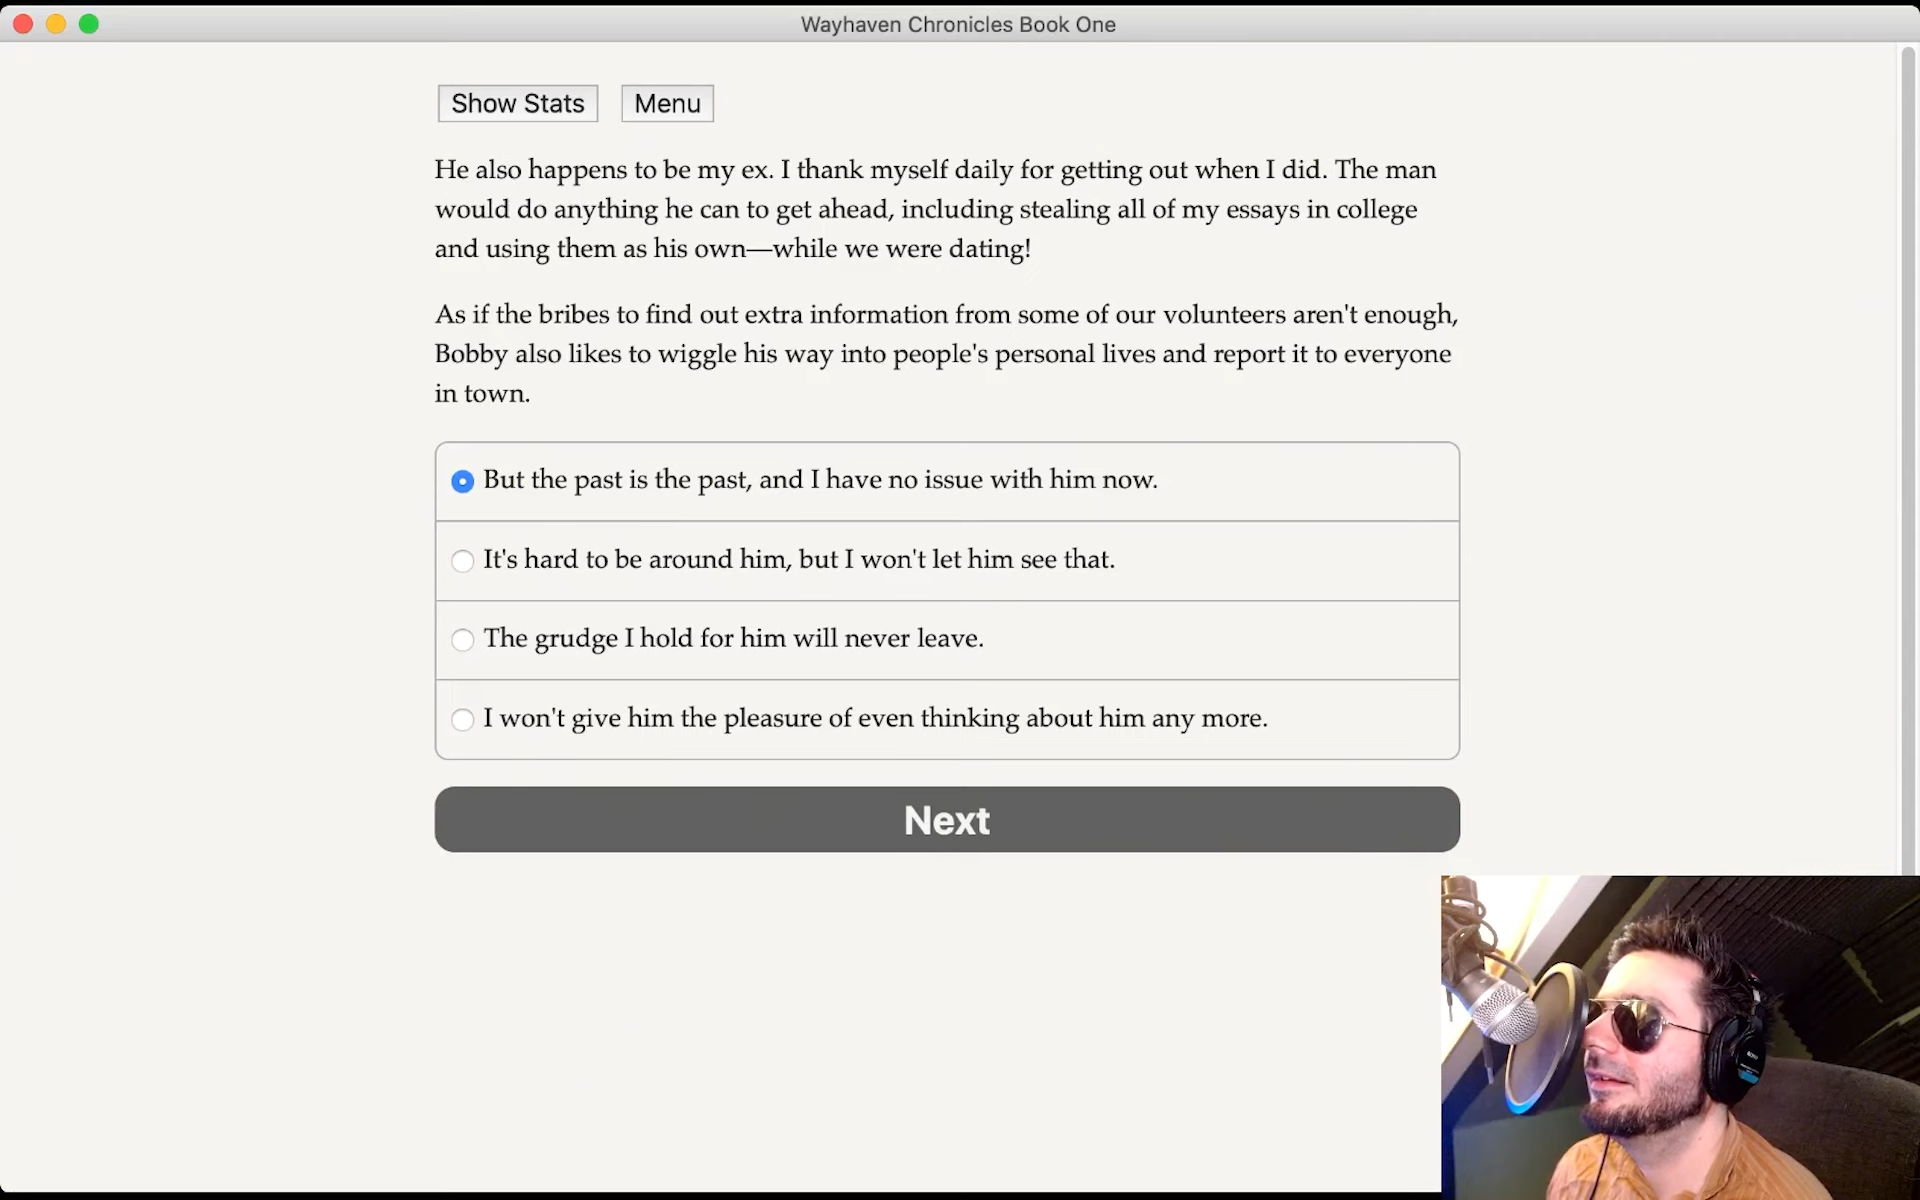 Wayhaven Chronicles Book One
Show Stats Menu
He also happens to be my ex. I thank myself daily for getting out when I did. The man
would do anything he can to get ahead, including stealing all of my essays in college
and using them as his own—while we were dating!
As if the bribes to find out extra information from some of our volunteers aren't enough,
Bobby also likes to wiggle his way into people's personal lives and report it to everyone
in town.
But the past is the past, and I have no issue with him now.
It's hard to be around him, but I won't let him see that.
The grudge I hold for him will never leave.
I won't give him the pleasure of even thinking about him any more.
Next